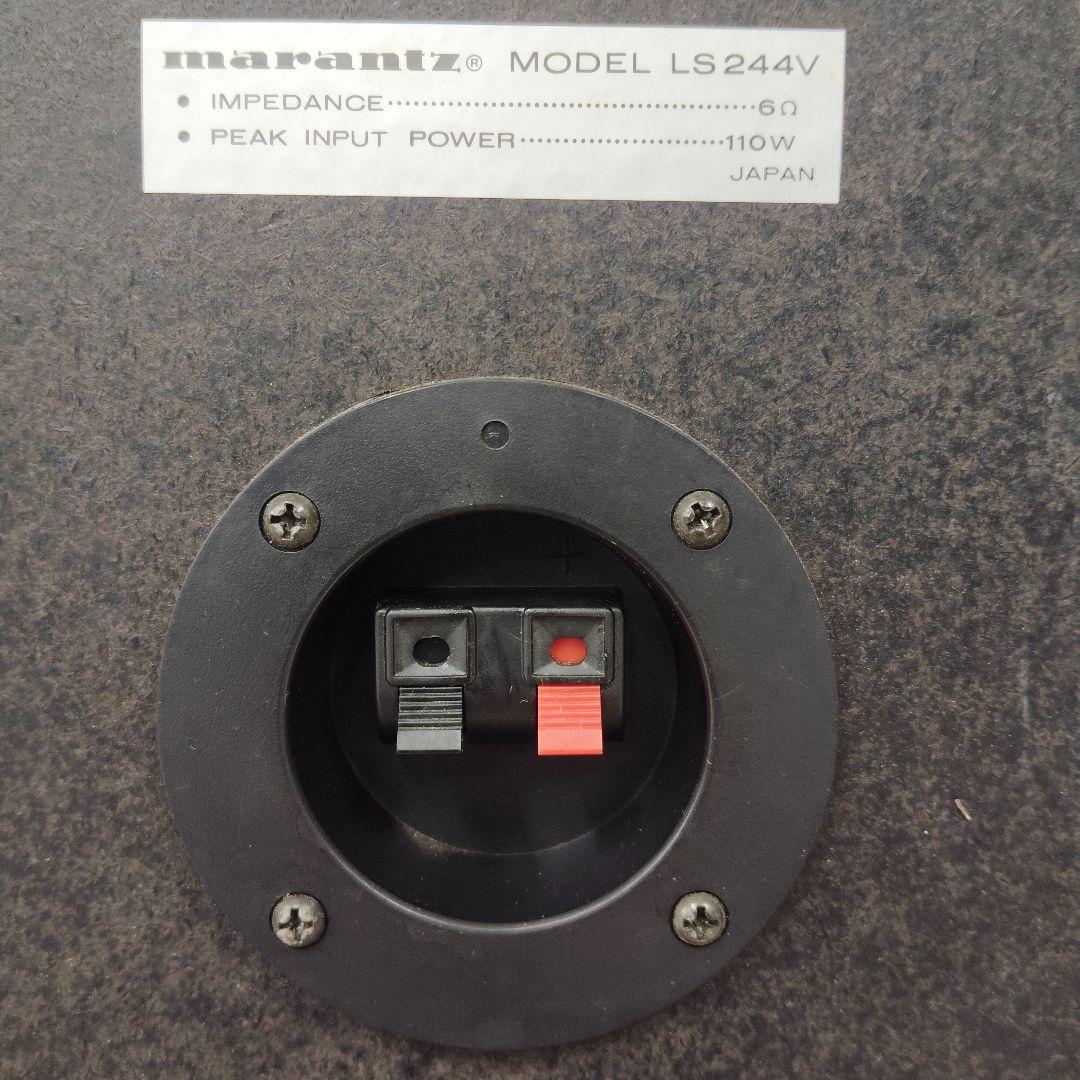 marantz® MODEL LS244V
• IMPEDANCE........................................6Ω
• PEAK INPUT POWER........................110W
JAPAN
− +